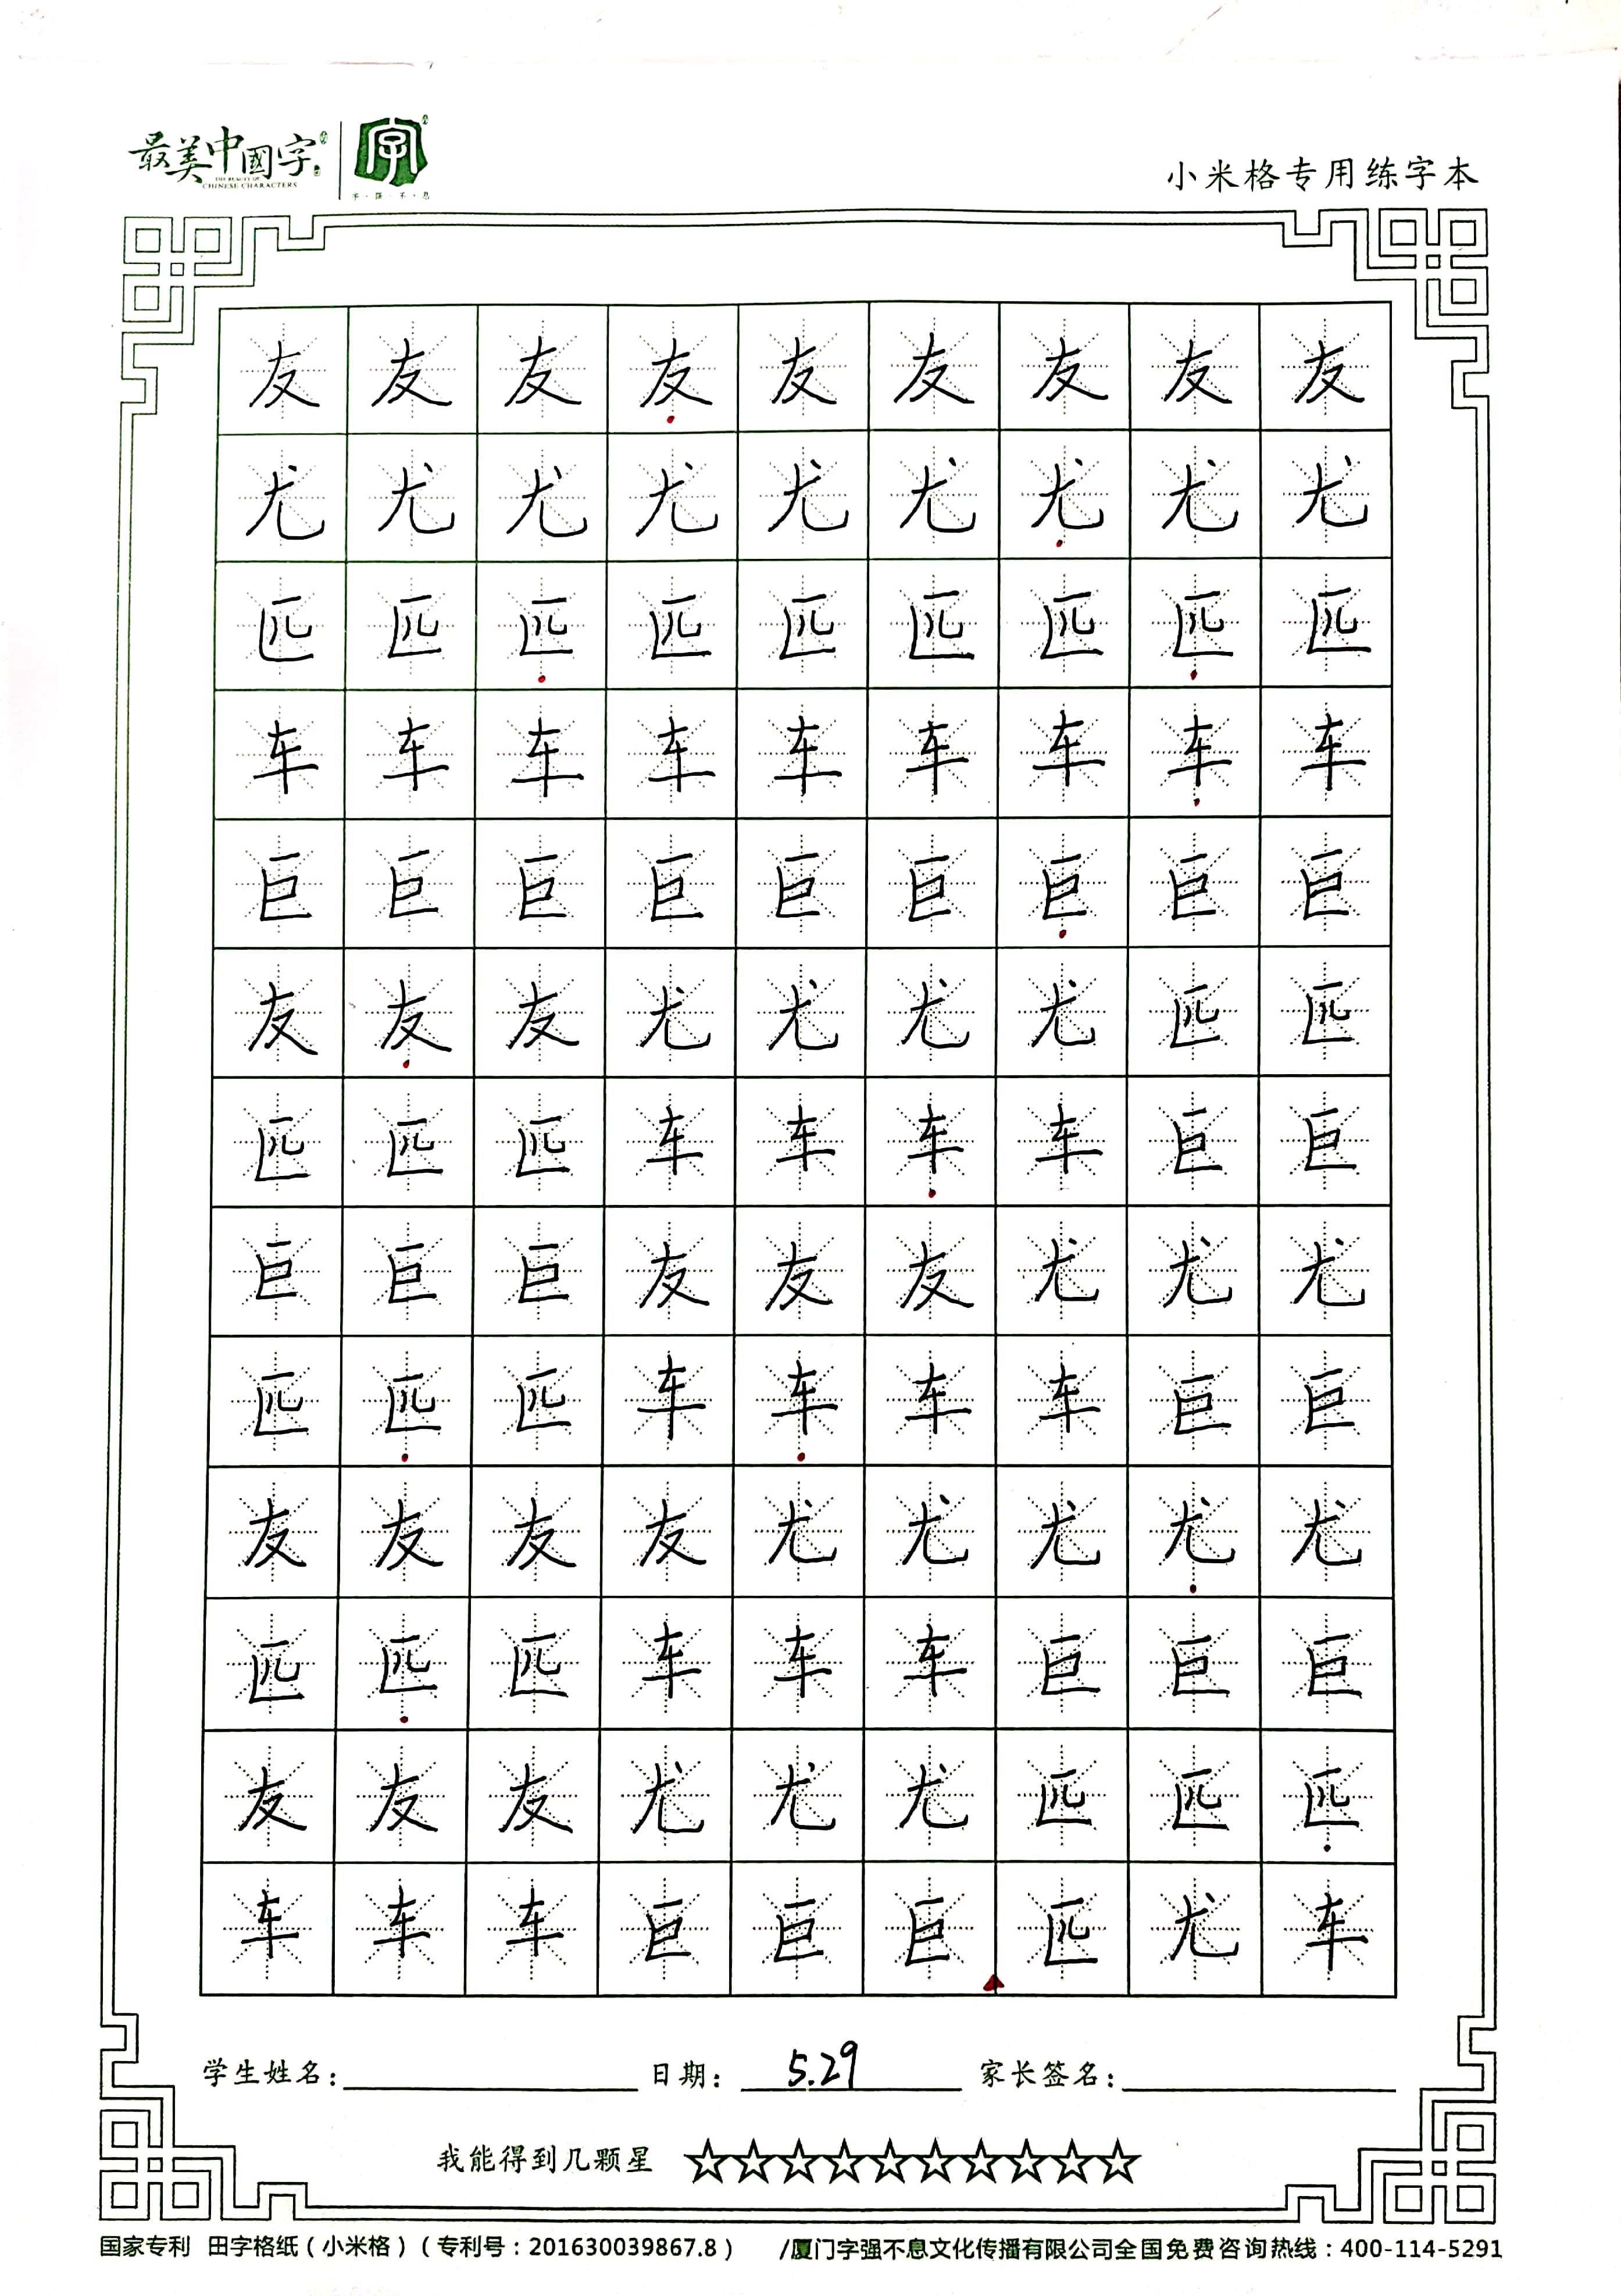 最美中國字
THE BEAUTY OF
CHINESE CHARACTERS
字
字·强·不·息
小米格专用练字本
友友友友友友友友友
尤尤尤尤尤尤尤尤尤
匹匹匹匹匹匹匹匹匹
车车车车车车车车车
巨巨巨巨巨巨巨巨巨
友友友尤尤尤尤匹匹
匹匹匹车车车车巨巨
巨巨巨友友友尤尤尤
匹匹匹车车车车巨巨
友友友友尤尤尤尤尤
匹匹匹车车车巨巨巨
友友友尤尤尤匹匹匹
车车车巨巨巨匹尤车
学生姓名： 日期： 5.29 家长签名：
我能得到几颗星 ☆☆☆☆☆☆☆☆☆☆
国家专利 田字格纸（小米格）（专利号：201630039867.8） /厦门字强不息文化传播有限公司全国免费咨询热线：400-114-5291